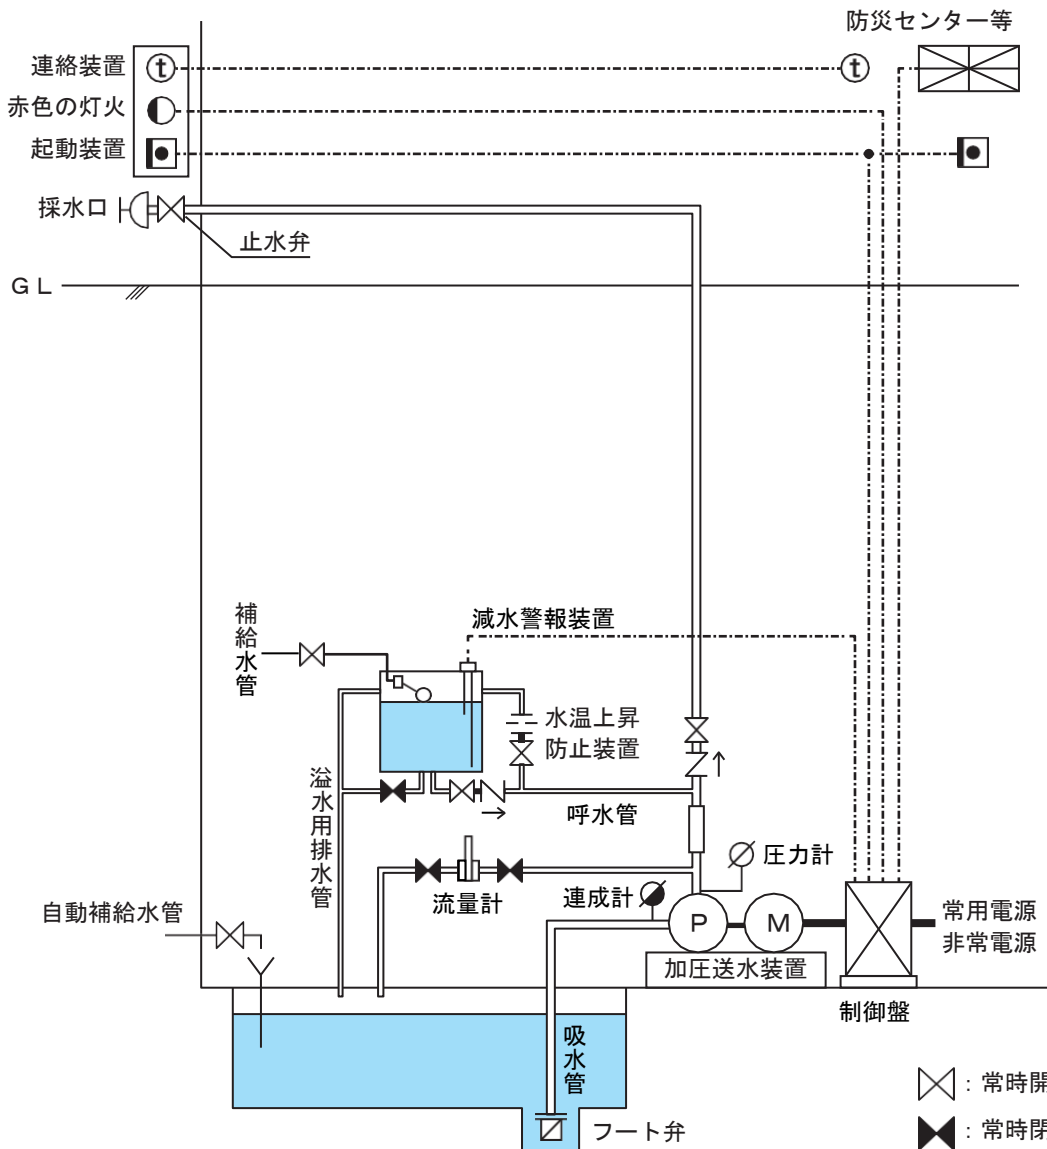 防災センター等
連絡装置
t
t
赤色の灯火
起動装置
採水口
止水弁
GL
補給水管
減水警報装置
水温上昇
防止装置
溢水用排水管
呼水管
流量計
連成計
圧力計
自動補給水管
P
M
常用電源
非常電源
加圧送水装置
制御盤
吸水管
フート弁
：常時開
：常時閉